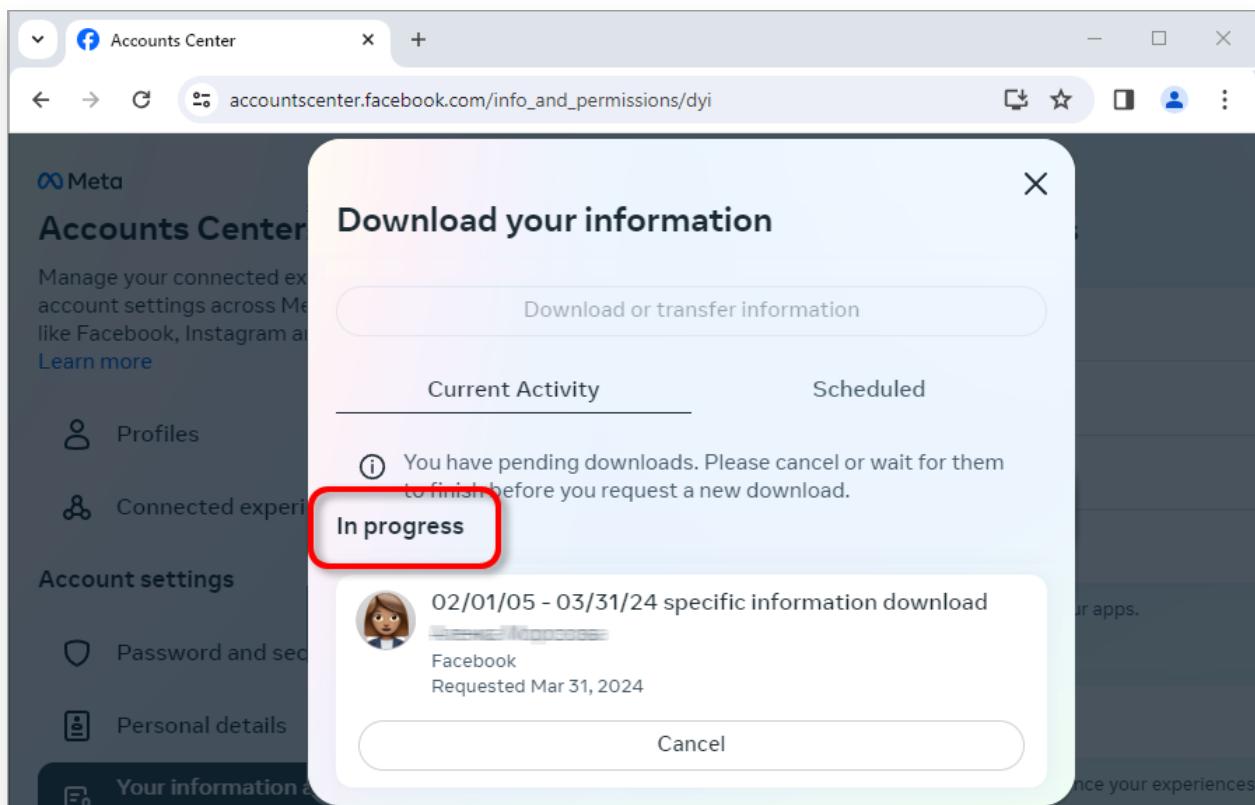 Accounts Center
accountscenter.facebook.com/info_and_permissions/dyi
Meta
Accounts Center
Manage your connected ex
account settings across Me
like Facebook, Instagram a
Learn more
Profiles
Connected experi
Account settings
Password and sec
Personal details
Your information a
Download your information
Download or transfer information
Current Activity
Scheduled
You have pending downloads. Please cancel or wait for them
to finish before you request a new download.
In progress
02/01/05 - 03/31/24 specific information download
Facebook
Requested Mar 31, 2024
Cancel
ur apps.
nce your experiences